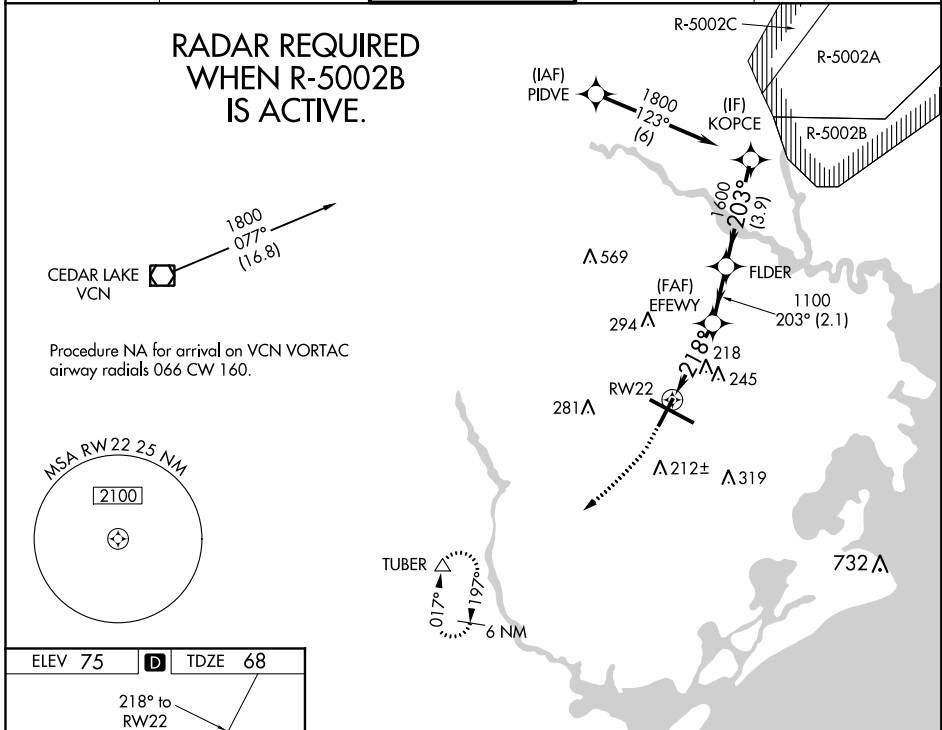 RADAR REQUIRED
WHEN R-5002B
IS ACTIVE.
R-5002C
R-5002A
R-5002B
(IAF)
PIDVE
1800
123°
(6)
(IF)
KOPCE
1600
203°
(3.9)
1800
077°
(16.8)
CEDAR LAKE
VCN
569
FLDER
(FAF)
EFEWY
1100
203° (2.1)
294
218°
218
245
RW22
281
Procedure NA for arrival on VCN VORTAC
airway radials 066 CW 160.
212±
319
MSA RW22 25 NM
2100
TUBER
017°
197°
6 NM
732
ELEV 75
D
TDZE 68
218° to
RW22